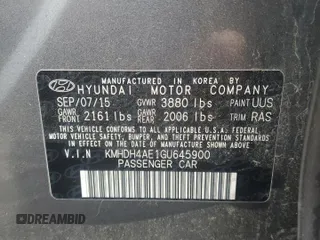 MANUFACTURED IN KOREA BY
HYUNDAI MOTOR COMPANY
SEP/07/15 GVWR 3880 lbs PAINT UUS
GAWR FRONT 2161 lbs GAWR REAR 2006 lbs TRIM RAS
THIS VEHICLE CONFORMS TO ALL APPLICABLE FEDERAL
MOTOR VEHICLE SAFETY, BUMPER, AND THEFT PREVENTION STANDARDS
IN EFFECT ON THE DATE OF MANUFACTURE SHOWN ABOVE.
V.I.N KMHDH4AE1GU645900
PASSENGER CAR
© DIDHAMMER.COM